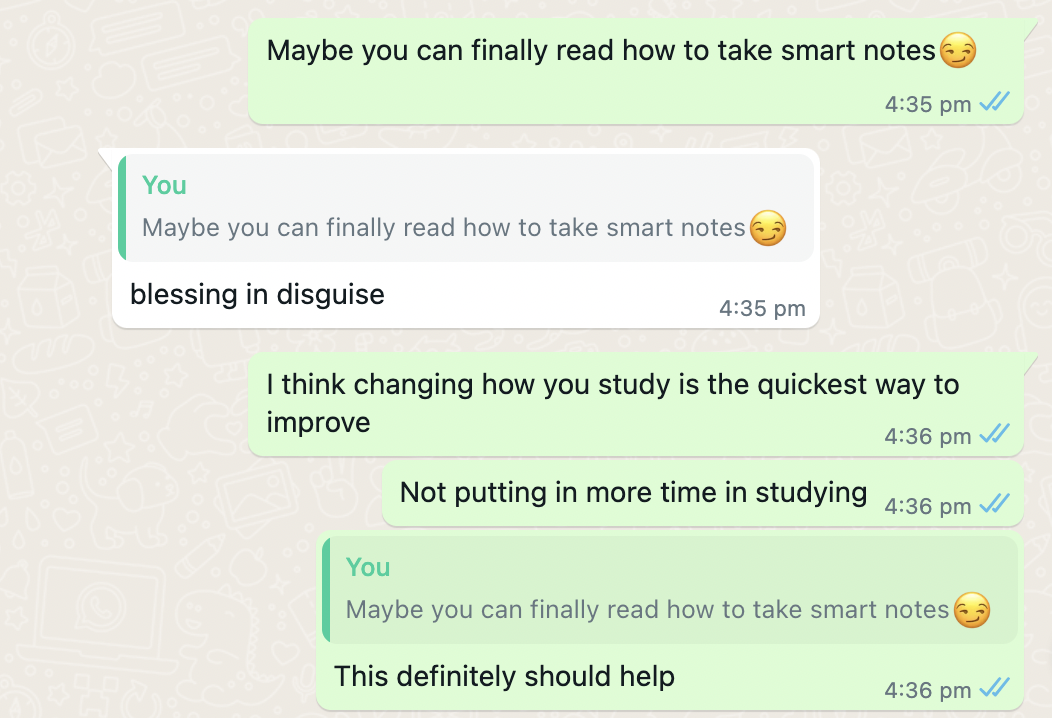 Maybe you can finally read how to take smart notes😏
4:35 pm
You
Maybe you can finally read how to take smart notes😏
blessing in disguise
4:35 pm
I think changing how you study is the quickest way to
improve
4:36 pm
Not putting in more time in studying
4:36 pm
You
Maybe you can finally read how to take smart notes😏
This definitely should help
4:36 pm